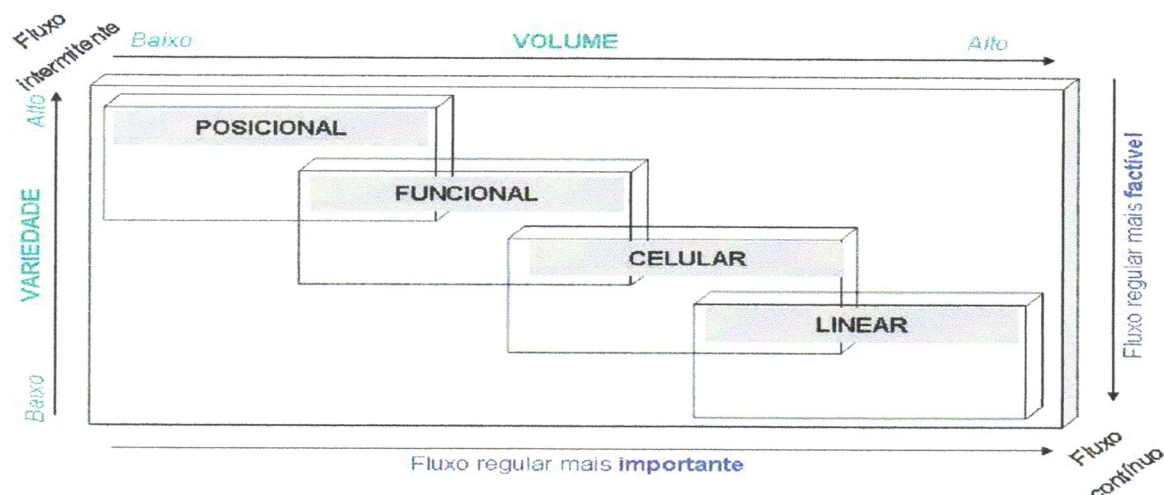 Fluxo
intermitente
Baixo VOLUME Alto
Alto
VARIEDADE
Baixo
POSICIONAL
FUNCIONAL
CELULAR
LINEAR
Fluxo regular mais factível
Fluxo regular mais importante
Fluxo
contínuo